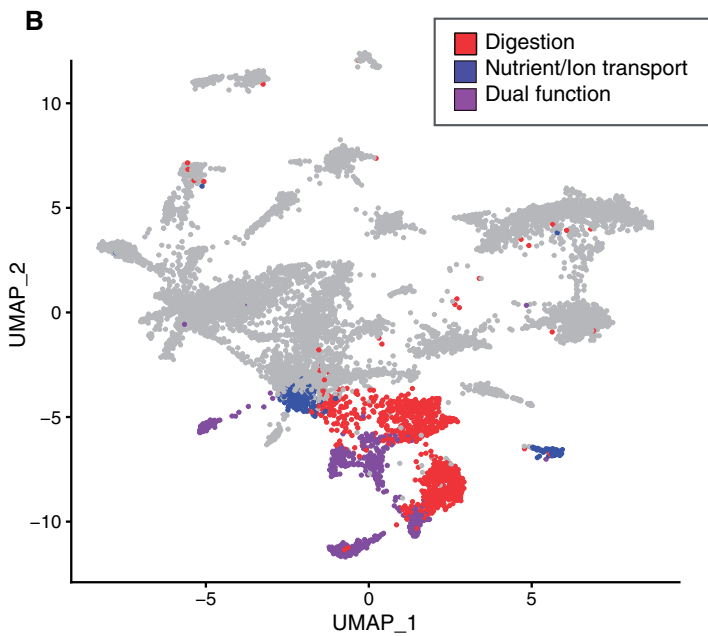 B
Digestion
Nutrient/Ion transport
Dual function
10
5
0
−5
−10
UMAP_2
−5
0
5
UMAP_1